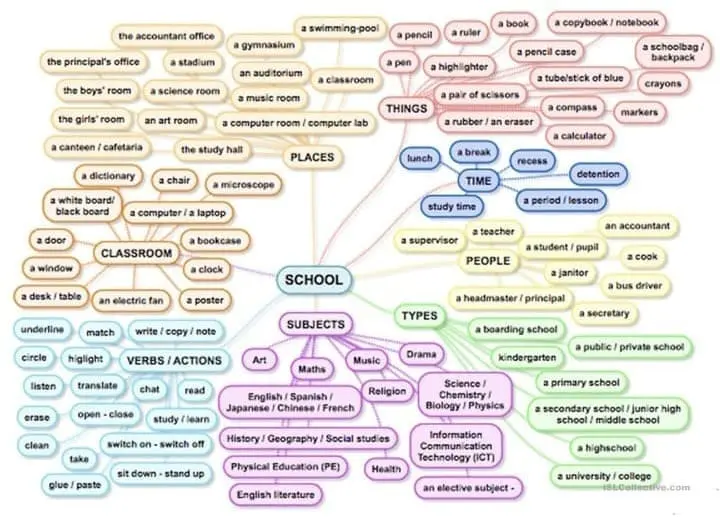 the accountant office
a swimming-pool
a gymnasium
the principal's office
a stadium
an auditorium
a classroom
the boys' room
a science room
a music room
the girls' room
an art room
a computer room / computer lab
a canteen / cafetaria
the study hall
PLACES
a pencil
a ruler
a book
a copybook / notebook
a pen
a highlighter
a pencil case
a schoolbag /
backpack
a tube/stick of blue
crayons
a pair of scissors
THINGS
a compass
markers
a rubber / an eraser
a calculator
lunch
a break
recess
TIME
detention
study time
a period / lesson
a dictionary
a chair
a microscope
a white board/
black board
a computer / a laptop
a door
a bookcase
CLASSROOM
a window
a clock
a desk / table
an electric fan
a poster
SCHOOL
a supervisor
a teacher
an accountant
a student / pupil
PEOPLE
a cook
a janitor
a bus driver
a headmaster / principal
a secretary
TYPES
a boarding school
a public / private school
kindergarten
a primary school
a secondary school / junior high
school / middle school
a highschool
a university / college
underline
match
write / copy / note
circle
higlight
VERBS / ACTIONS
listen
translate
chat
read
erase
open - close
study / learn
clean
switch on - switch off
take
glue / paste
sit down - stand up
SUBJECTS
Art
Maths
Music
Drama
Religion
English / Spanish /
Japanese / Chinese / French
Science /
Chemistry /
Biology / Physics
History / Geography / Social studies
Information
Communication
Technology (ICT)
Physical Education (PE)
Health
English literature
an elective subject -
iSLCollective.com